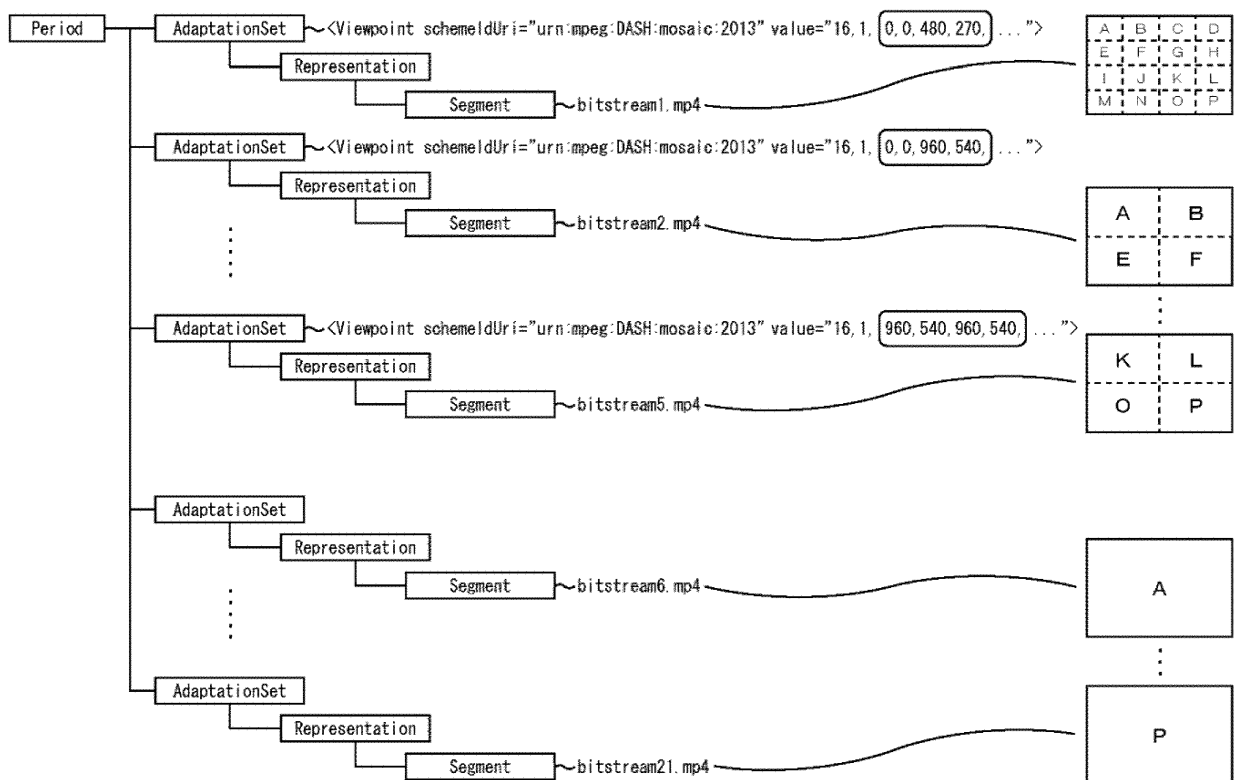 Period
AdaptationSet
<Viewpoint schemeIdUri="urn:mpeg:DASH:mosaic:2013" value="16, 1, 0, 0, 480, 270, ...">
Representation
Segment
bitstream1.mp4
A B C D
E F G H
I J K L
M N O P
AdaptationSet
<Viewpoint schemeIdUri="urn:mpeg:DASH:mosaic:2013" value="16, 1, 0, 0, 960, 540, ...">
Representation
Segment
bitstream2.mp4
A B
E F
AdaptationSet
<Viewpoint schemeIdUri="urn:mpeg:DASH:mosaic:2013" value="16, 1, 960, 540, 960, 540, ...">
Representation
Segment
bitstream5.mp4
K L
O P
AdaptationSet
Representation
Segment
bitstream6.mp4
A
AdaptationSet
Representation
Segment
bitstream21.mp4
P